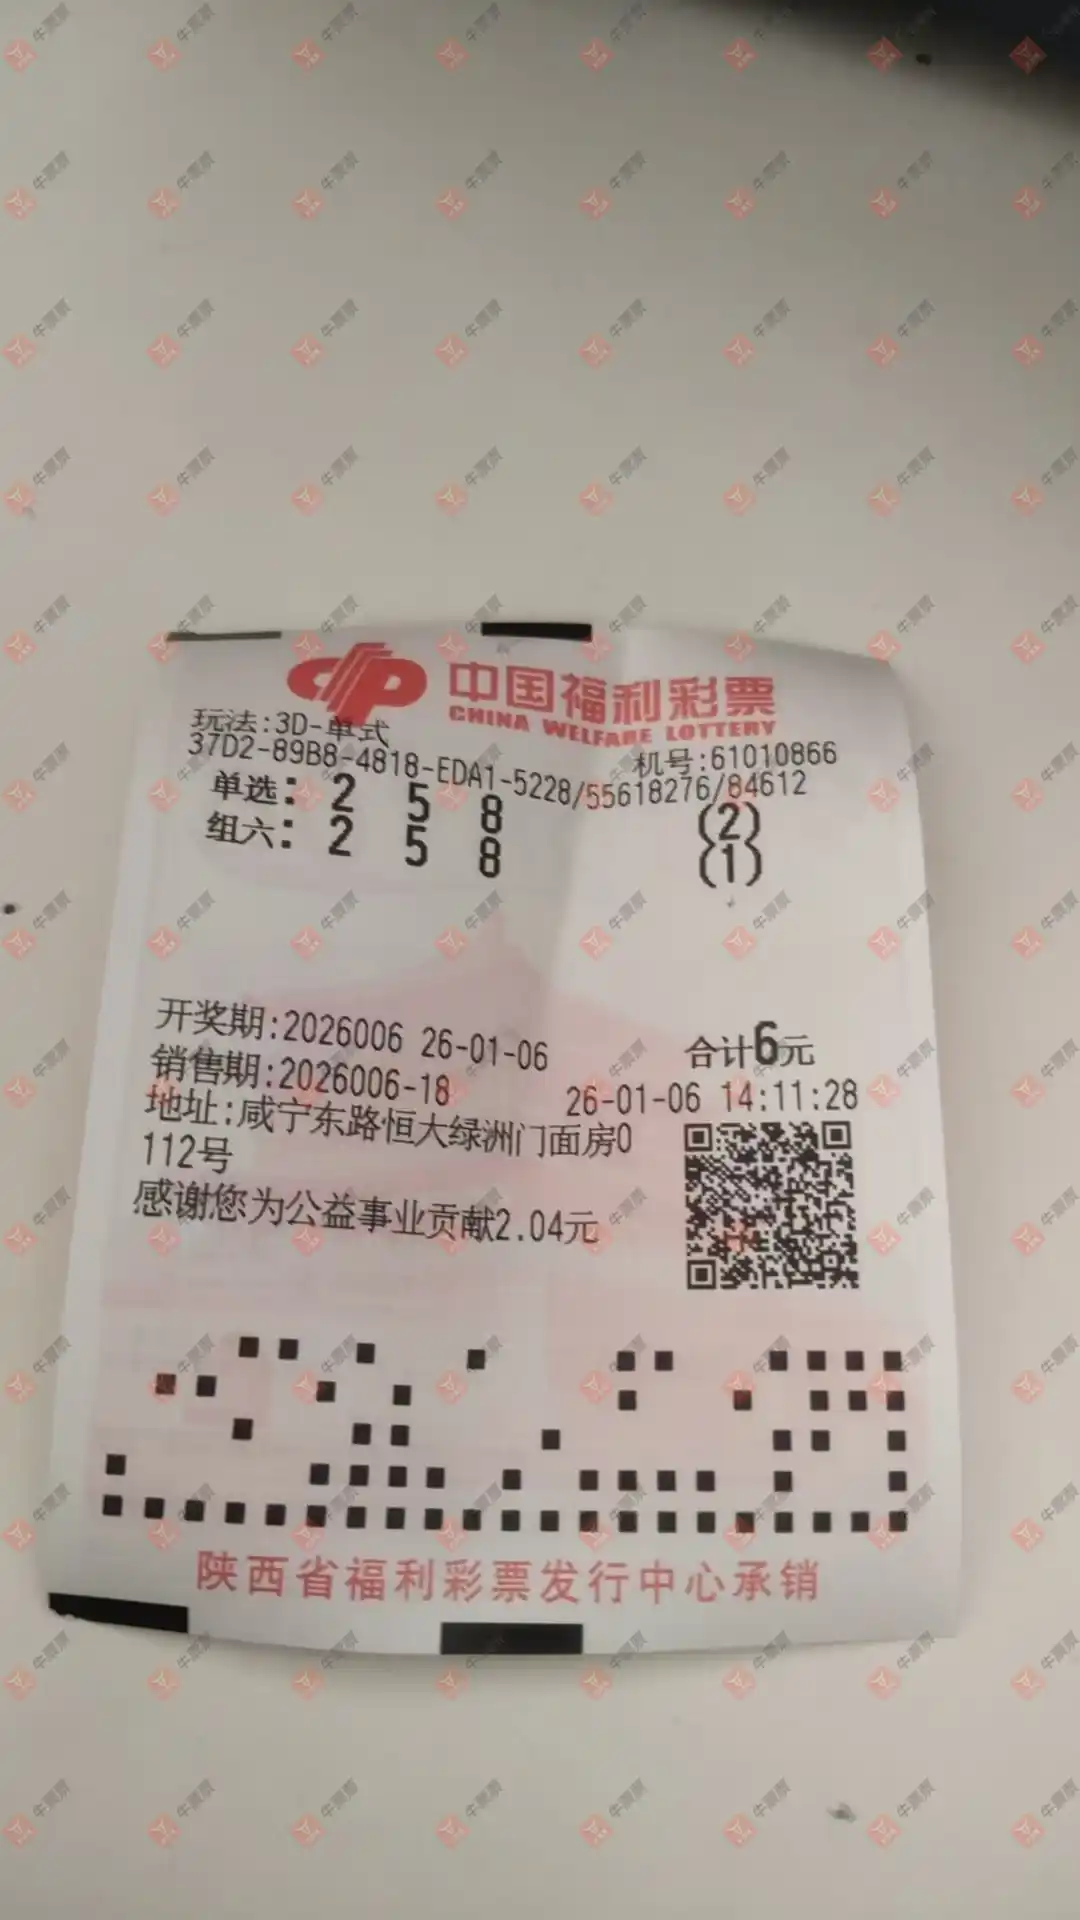 中国福利彩票
CHINA WELFARE LOTTERY
玩法:3D-单式
机号:61010866
37D2-89B8-4818-EDA1-5228/55618276/84612
单选: 2 5 8 (2)
组六: 2 5 8 (1)
开奖期:2026006 26-01-06 合计6元
销售期:2026006-18 26-01-06 14:11:28
地址:咸宁东路恒大绿洲门面房0
112号
感谢您为公益事业贡献2.04元
陕西省福利彩票发行中心承销